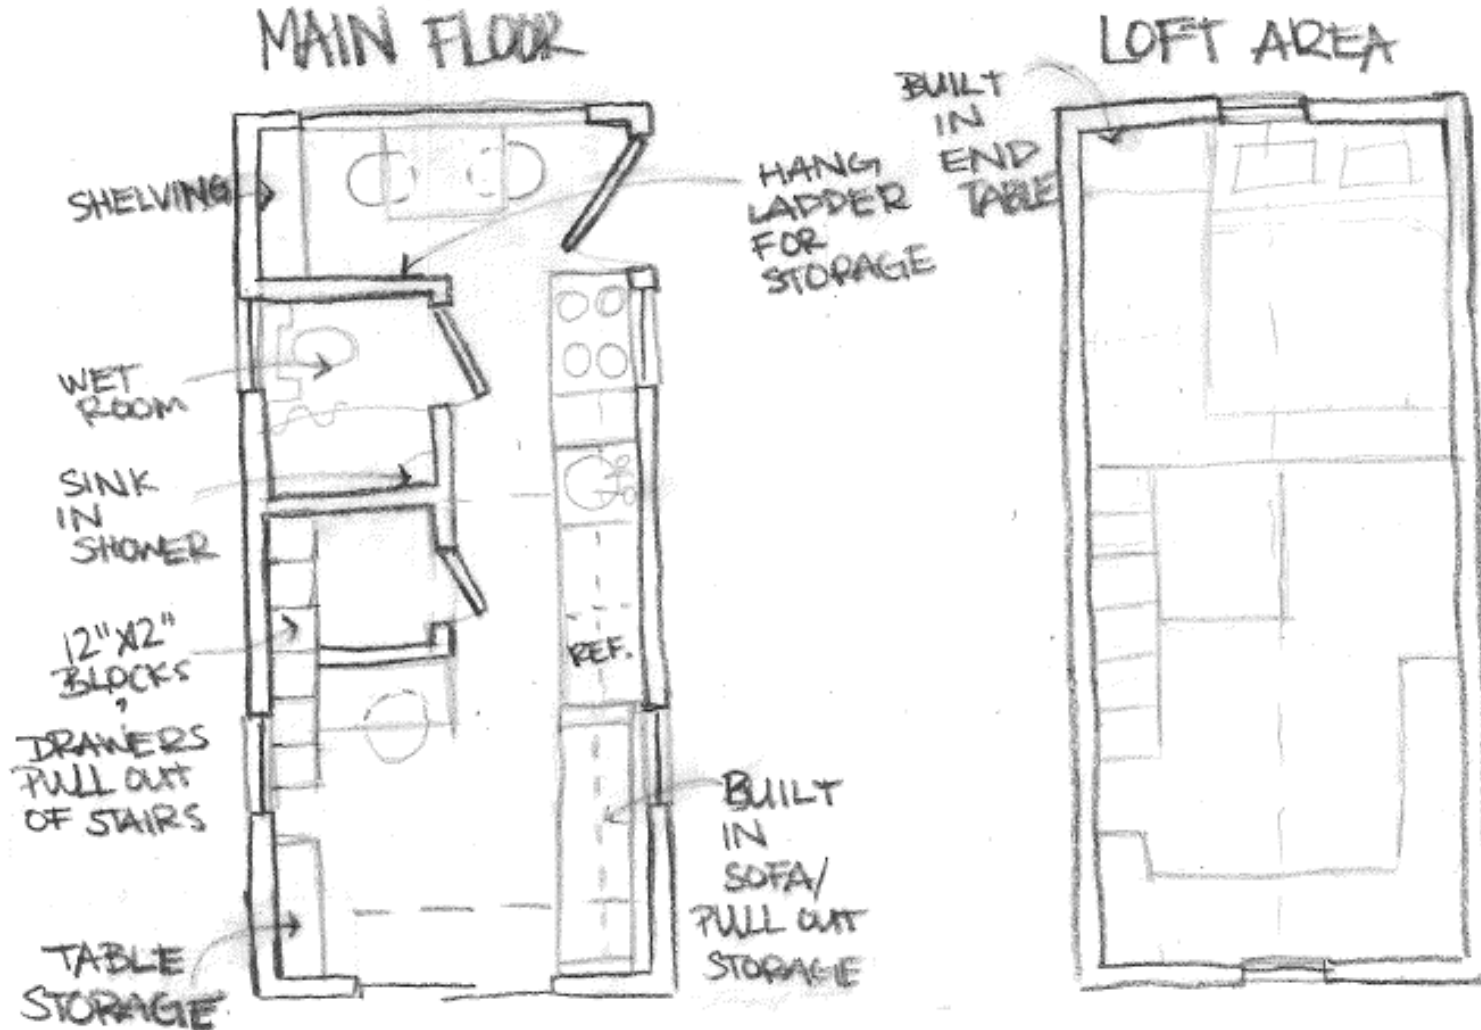 MAIN FLOOR
LOFT AREA
SHELVING
HANG
LADDER
FOR
STORAGE
BUILT
IN
END
TABLE
WET
ROOM
SINK
IN
SHOWER
12"X12"
BLOCKS
DRAWERS
PULL OUT
OF STAIRS
REF.
BUILT
IN
SOFA/
PULL OUT
STORAGE
TABLE
STORAGE